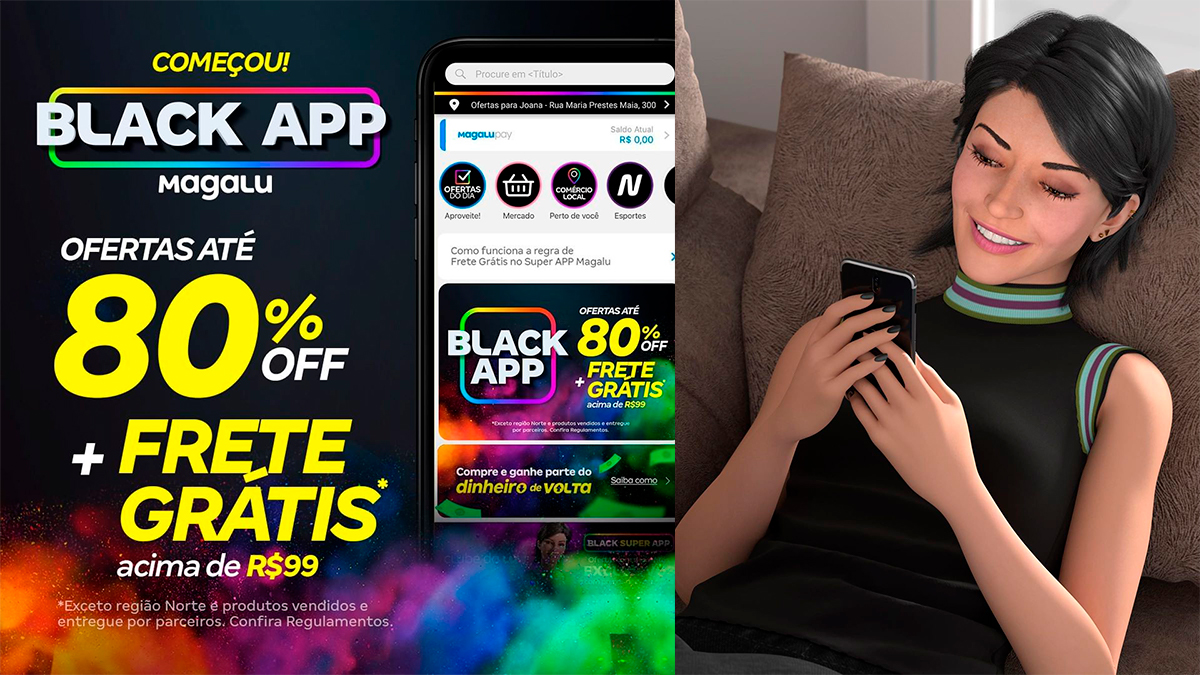 COMEÇOU!
BLACK APP
Magalu
OFERTAS ATÉ
80% OFF
+ FRETE
GRÁTIS*
acima de R$99
*Exceto região Norte e produtos vendidos e
entregue por parceiros. Confira Regulamentos.
Procure em <Título>
Ofertas para Joana - Rua Maria Prestes Maia, 300
Magalupay
Saldo Atual
R$ 0,00
OFERTAS
DO DIA
COMÉRCIO
LOCAL
N
Aproveite!
Mercado
Perto de você
Esportes
Como funciona a regra de
Frete Grátis no Super APP Magalu
BLACK
APP
OFERTAS ATÉ
80% OFF
+ FRETE
GRÁTIS*
acima de R$99
*Exceto região Norte e produtos vendidos e entregue
por parceiros. Confira Regulamentos.
Compre e ganhe parte do
dinheiro de volta
Saiba como
BLACK SUPER APP